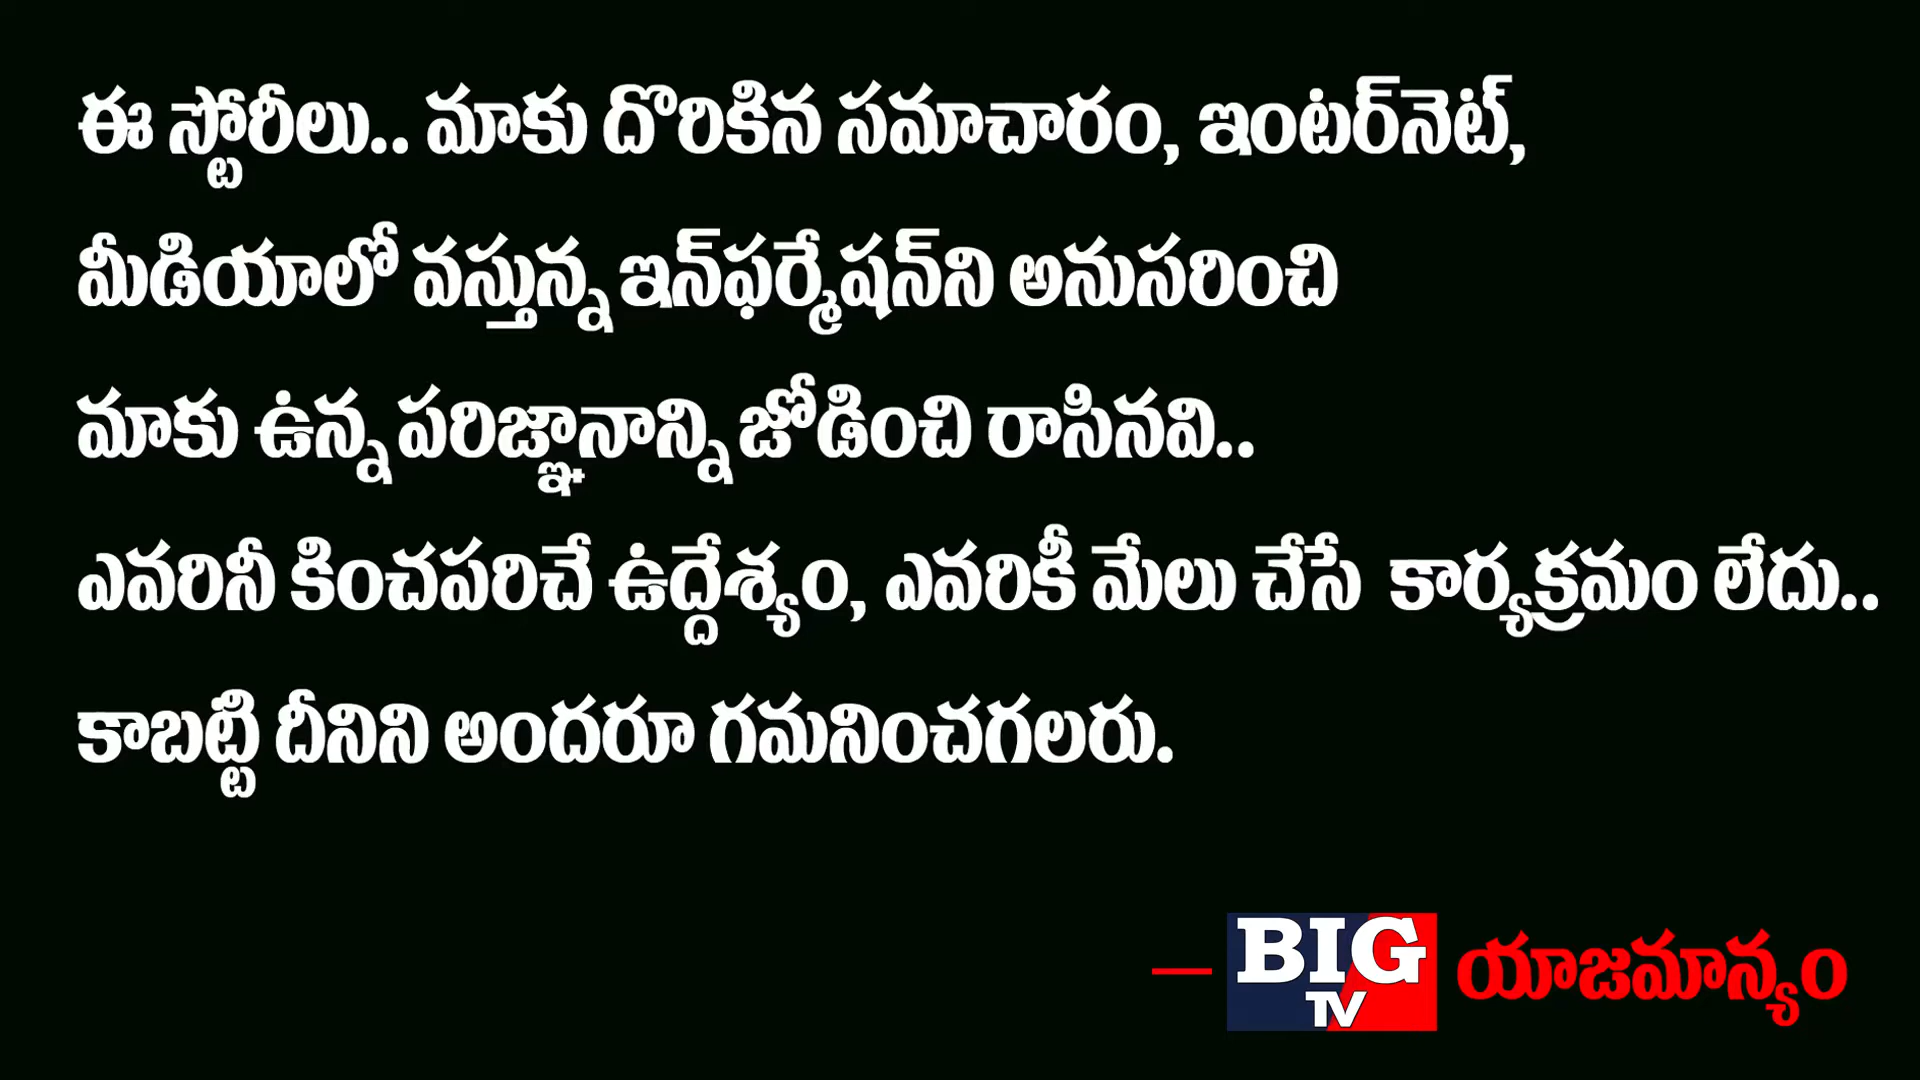 ఈ స్టోరీలు.. మాకు దొరికిన సమాచారం, ఇంటర్‌నెట్,
మీడియాలో వస్తున్న ఇన్‌ఫర్మేషన్‌ని అనుసరించి
మాకు ఉన్న పరిజ్ఞానాన్ని జోడించి రాసినవి..
ఎవరినీ కించపరిచే ఉద్దేశ్యం, ఎవరికీ మేలు చేసే కార్యక్రమం లేదు..
కాబట్టి దీనిని అందరూ గమనించగలరు.
— BIG TV యాజమాన్యం